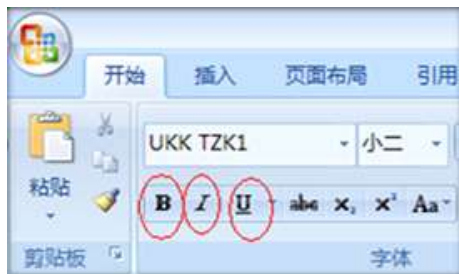 开始 插入 页面布局 引用
UKK TZK1 小二
粘贴
B I U abc x₂ x² Aa
剪贴板 字体